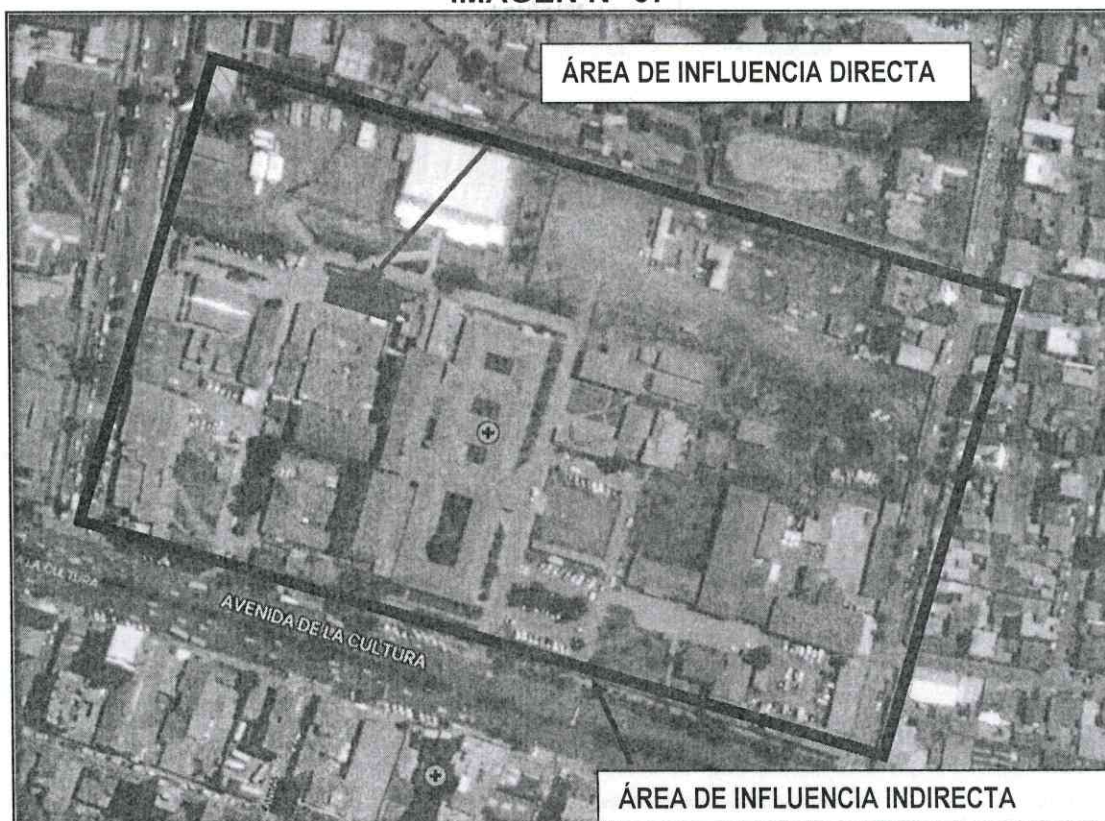 ÁREA DE INFLUENCIA DIRECTA
LA CULTURA
AVENIDA DE LA CULTURA
ÁREA DE INFLUENCIA INDIRECTA